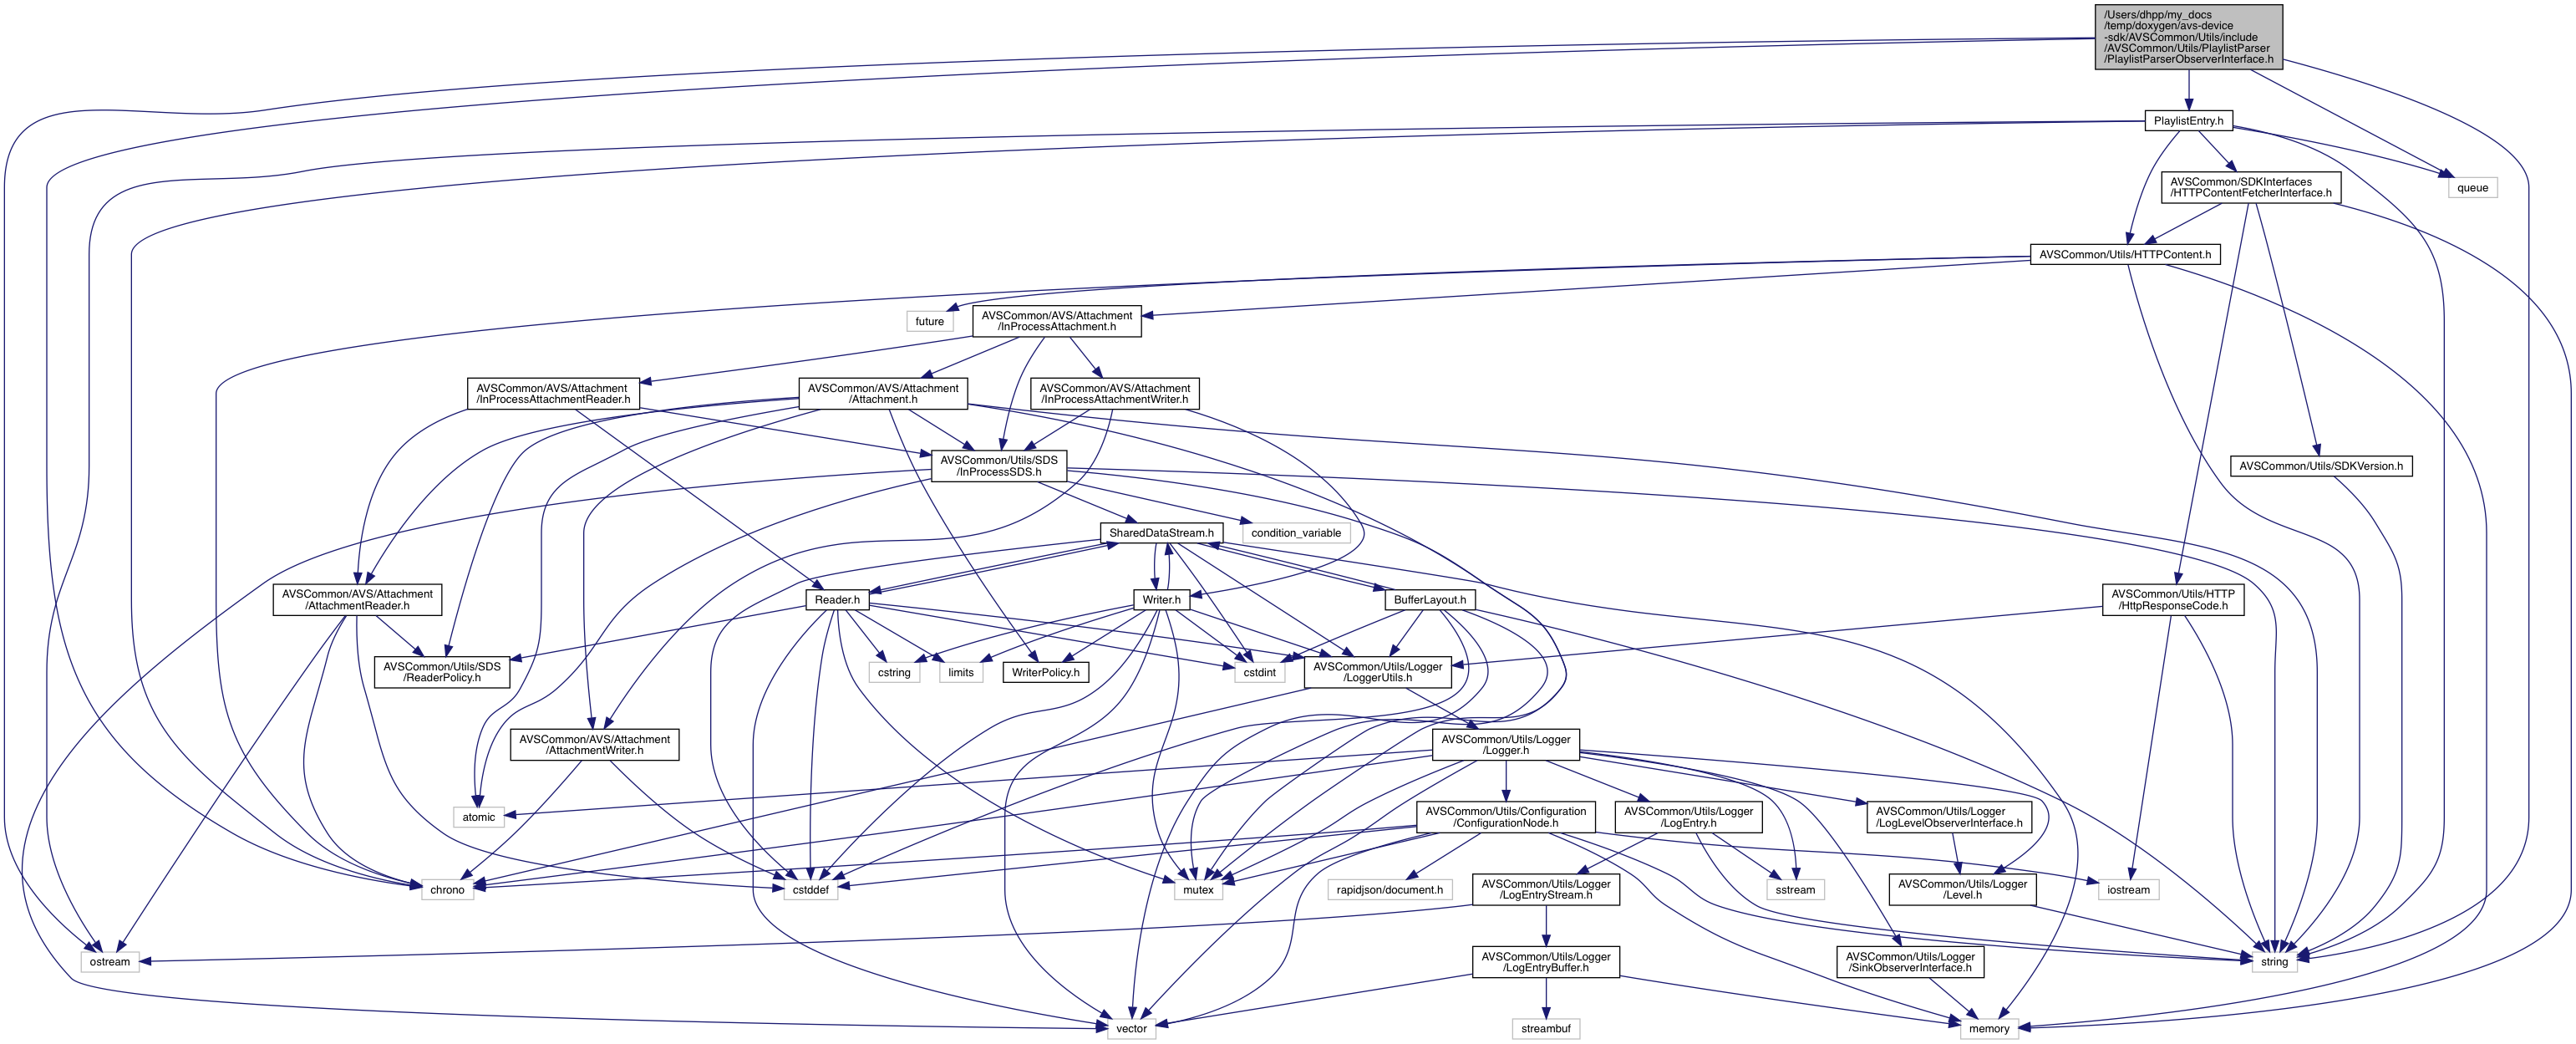 /Users/dhpp/my_docs
/temp/doxygen/avs-device
-sdk/AVSCommon/Utils/include
/AVSCommon/Utils/PlaylistParser
/PlaylistParserObserverInterface.h
PlaylistEntry.h
AVSCommon/SDKInterfaces
/HTTPContentFetcherInterface.h
queue
AVSCommon/Utils/HTTPContent.h
future
AVSCommon/AVS/Attachment
/InProcessAttachment.h
AVSCommon/AVS/Attachment
/InProcessAttachmentReader.h
AVSCommon/AVS/Attachment
/Attachment.h
AVSCommon/AVS/Attachment
/InProcessAttachmentWriter.h
AVSCommon/Utils/SDS
/InProcessSDS.h
AVSCommon/Utils/SDKVersion.h
SharedDataStream.h
condition_variable
AVSCommon/AVS/Attachment
/AttachmentReader.h
Reader.h
Writer.h
BufferLayout.h
AVSCommon/Utils/HTTP
/HttpResponseCode.h
AVSCommon/Utils/SDS
/ReaderPolicy.h
cstring
limits
WriterPolicy.h
cstdint
AVSCommon/Utils/Logger
/LoggerUtils.h
AVSCommon/AVS/Attachment
/AttachmentWriter.h
AVSCommon/Utils/Logger
/Logger.h
atomic
AVSCommon/Utils/Configuration
/ConfigurationNode.h
AVSCommon/Utils/Logger
/LogEntry.h
AVSCommon/Utils/Logger
/LogLevelObserverInterface.h
chrono
cstddef
mutex
rapidjson/document.h
AVSCommon/Utils/Logger
/LogEntryStream.h
sstream
AVSCommon/Utils/Logger
/Level.h
iostream
ostream
AVSCommon/Utils/Logger
/LogEntryBuffer.h
AVSCommon/Utils/Logger
/SinkObserverInterface.h
string
vector
streambuf
memory